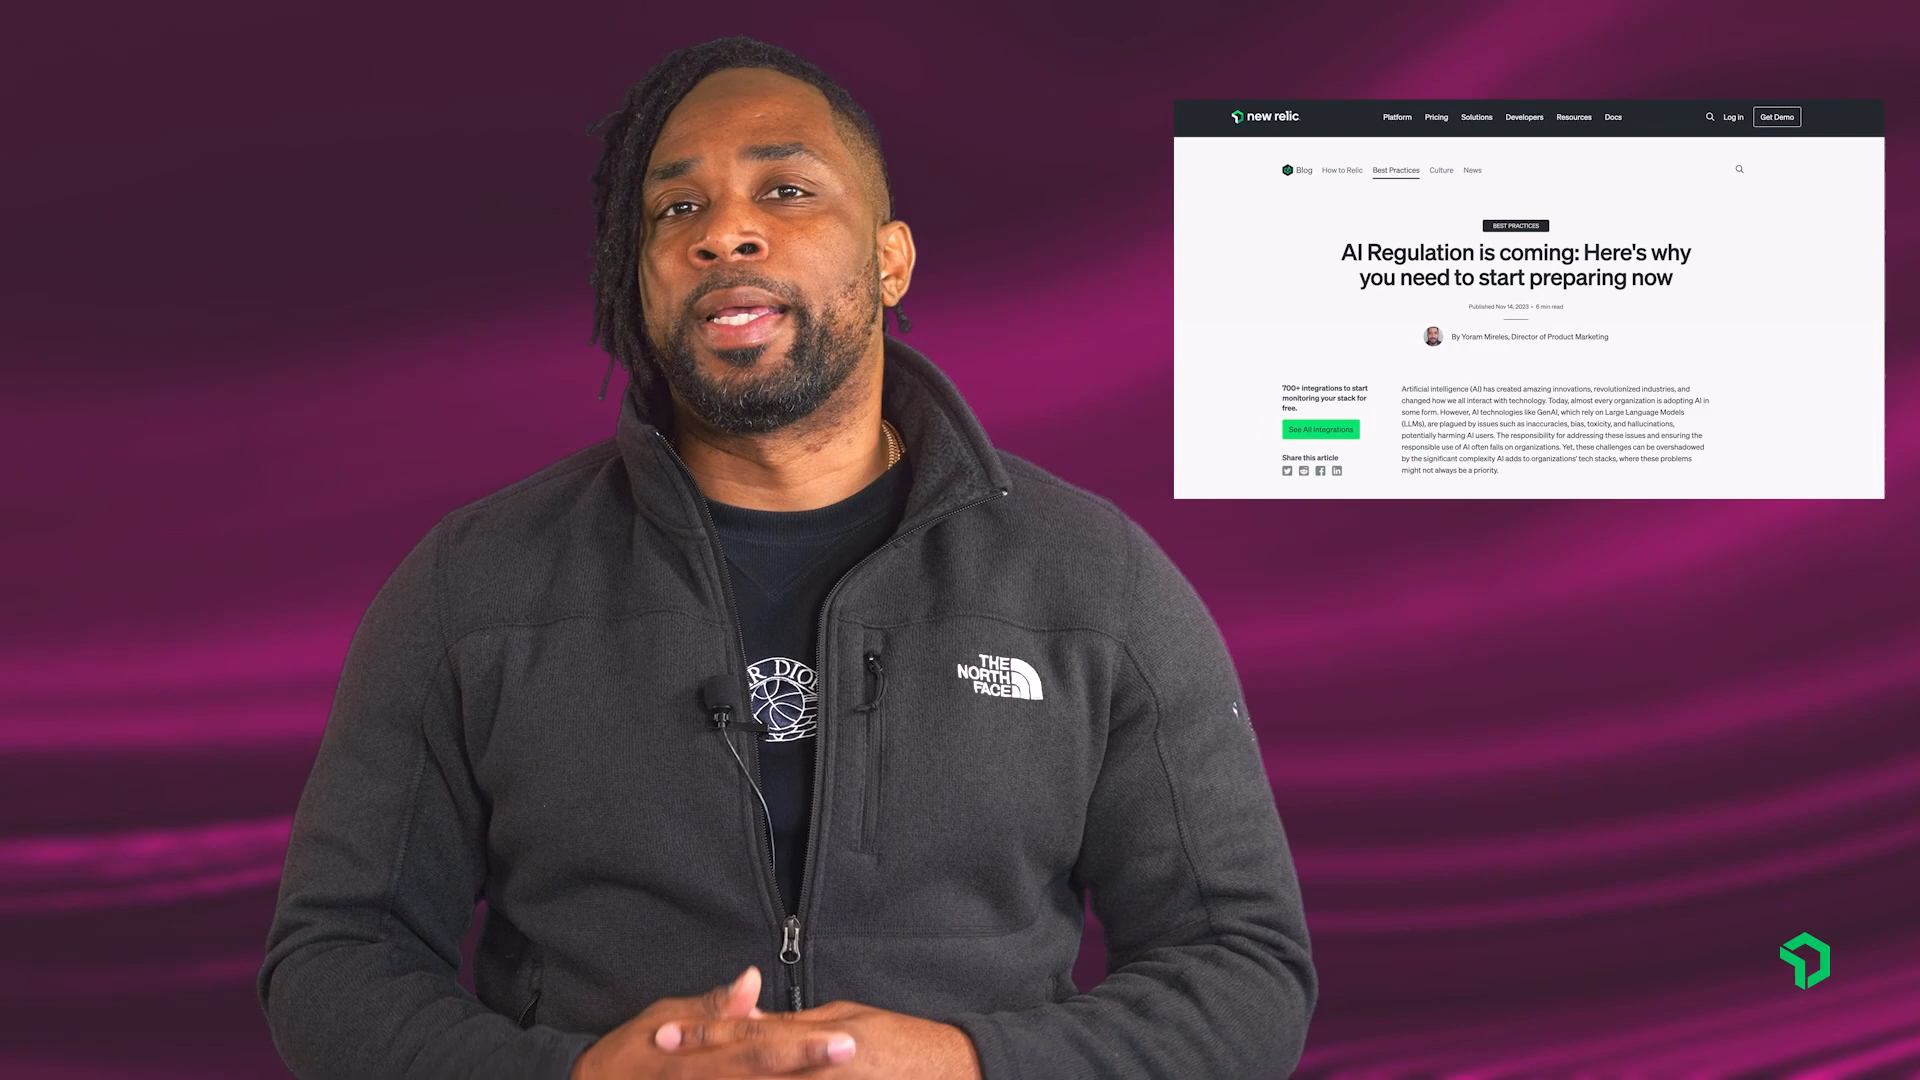 new relic
Platform Pricing Solutions Developers Resources Docs
Log in Get Demo
Blog How to Relic Best Practices Culture News
BEST PRACTICES
AI Regulation is coming: Here's why
you need to start preparing now
Published Nov 14, 2023 • 6 min read
By Yoram Mireles, Director of Product Marketing
700+ integrations to start
monitoring your stack for
free.
See All Integrations
Share this article
Artificial intelligence (AI) has created amazing innovations, revolutionized industries, and
changed how we all interact with technology. Today, almost every organization is adopting AI in
some form. However, AI technologies like GenAI, which rely on Large Language Models
(LLMs), are plagued by issues such as inaccuracies, bias, toxicity, and hallucinations,
potentially harming AI users. The responsibility for addressing these issues and ensuring the
responsible use of AI often falls on organizations. Yet, these challenges can be overshadowed
by the significant complexity AI adds to organizations' tech stacks, where these problems
might not always be a priority.
R DIO
THE
NORTH
FACE